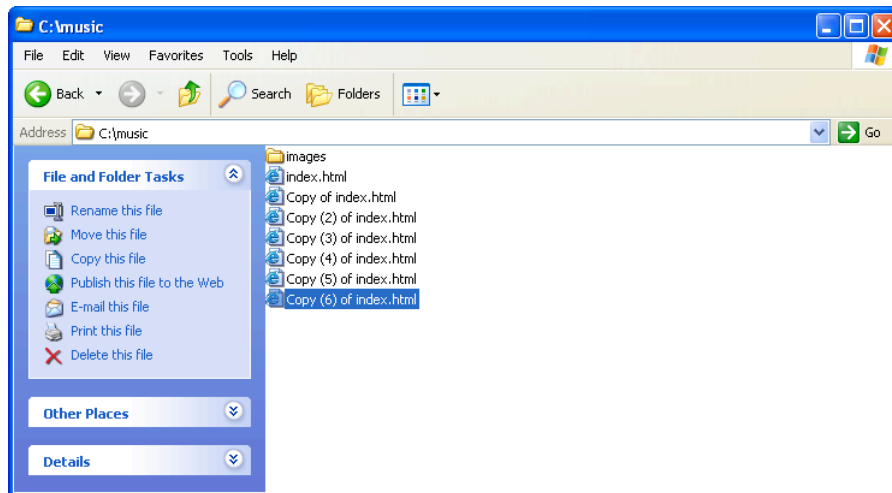 C:\music
File Edit View Favorites Tools Help
Back Search Folders
Address C:\music Go
File and Folder Tasks
Rename this file
Move this file
Copy this file
Publish this file to the Web
E-mail this file
Print this file
Delete this file
Other Places
Details
images
index.html
Copy of index.html
Copy (2) of index.html
Copy (3) of index.html
Copy (4) of index.html
Copy (5) of index.html
Copy (6) of index.html